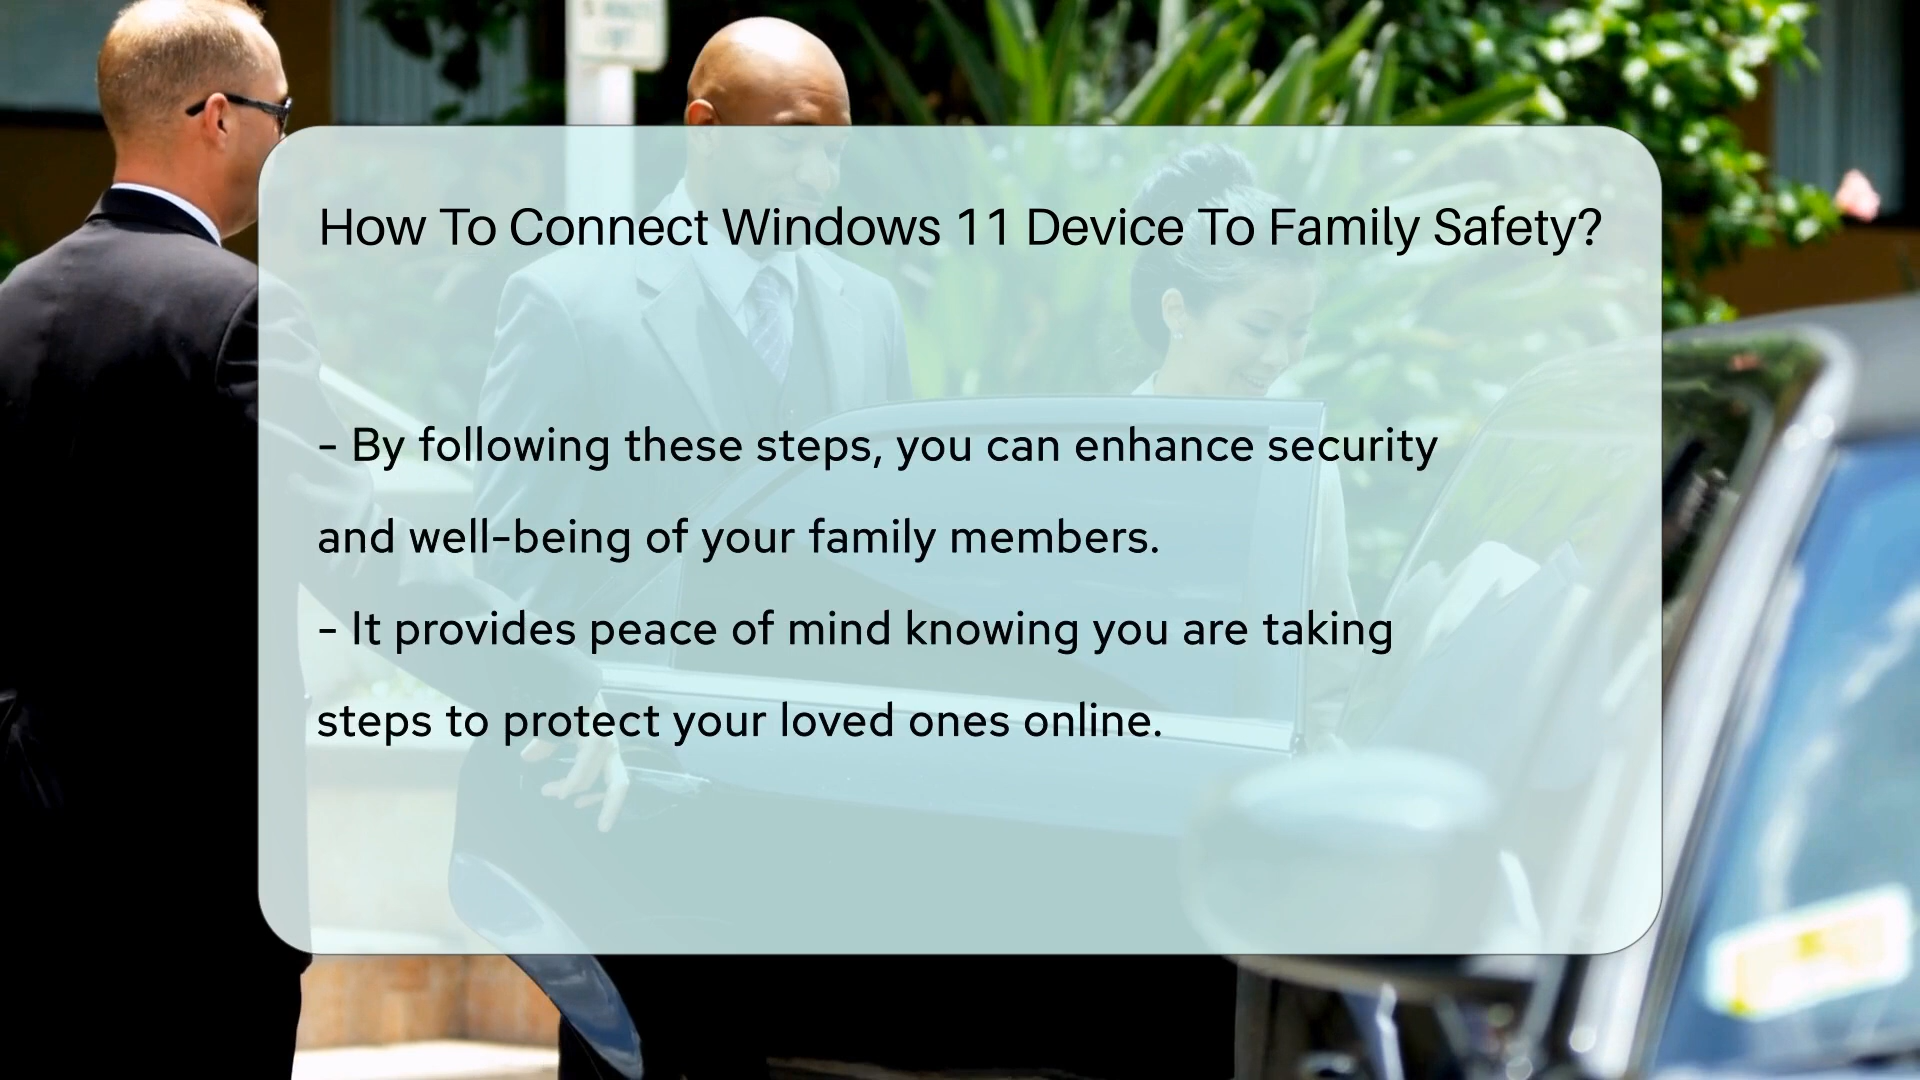 How To Connect Windows 11 Device To Family Safety?
- By following these steps, you can enhance security
and well-being of your family members.
- It provides peace of mind knowing you are taking
steps to protect your loved ones online.